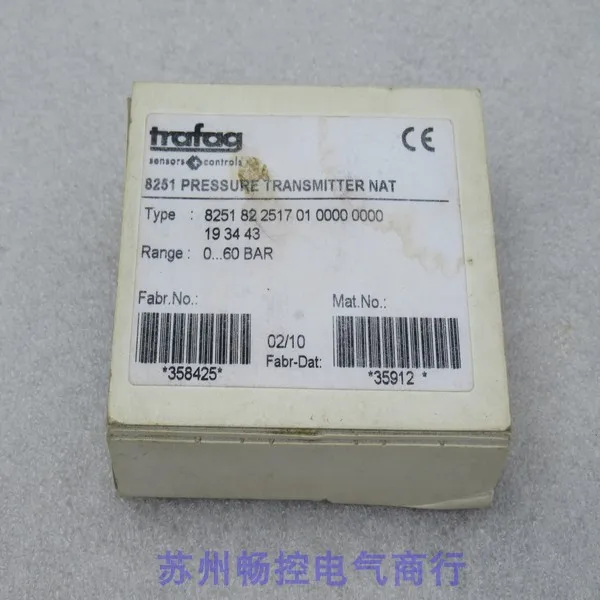 trafag
sensors controls
CE
8251 PRESSURE TRANSMITTER NAT
Type : 8251 82 2517 01 0000 0000
19 34 43
Range : 0...60 BAR
Fabr.No.:
Mat.No.:
02/10
Fabr-Dat:
*358425*
*35912 *
苏州畅控电气商行